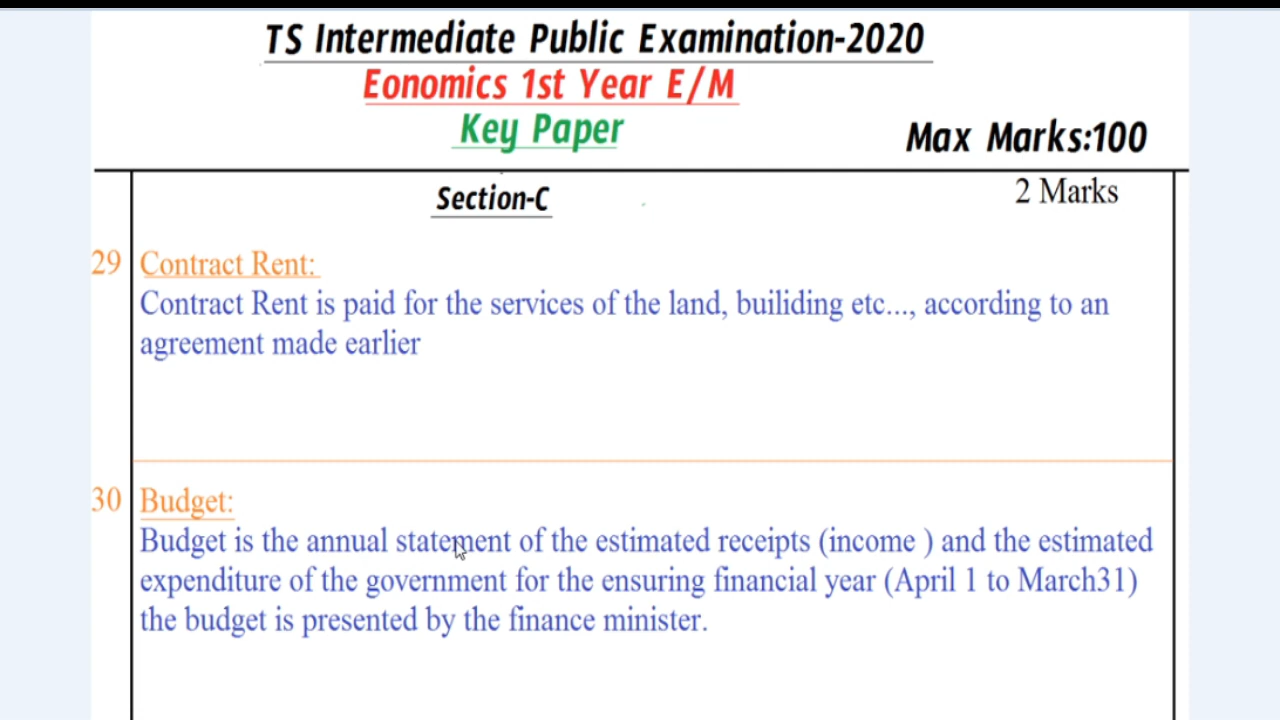 TS Intermediate Public Examination-2020
Eonomics 1st Year E/M
Key Paper
Max Marks:100
Section-C
2 Marks
29 Contract Rent:
Contract Rent is paid for the services of the land, builiding etc..., according to an
agreement made earlier
30 Budget:
Budget is the annual statement of the estimated receipts (income ) and the estimated
expenditure of the government for the ensuring financial year (April 1 to March31)
the budget is presented by the finance minister.